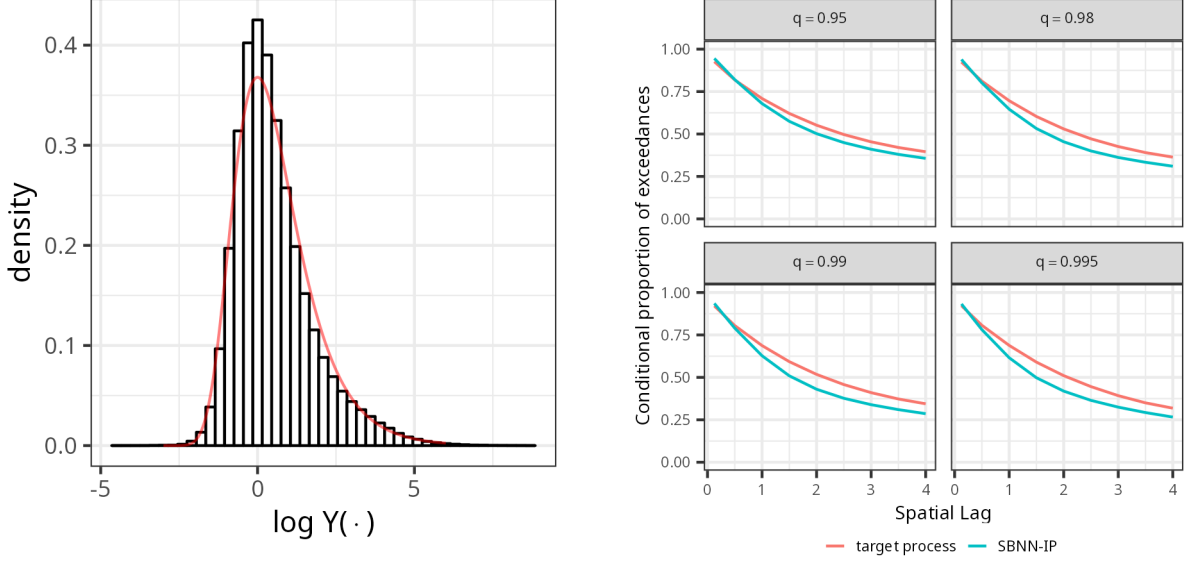 density
0.4
0.3
0.2
0.1
0.0
-5 0 5
log Y(·)
Conditional proportion of exceedances
q = 0.95 q = 0.98
1.00
0.75
0.50
0.25
0.00
q = 0.99 q = 0.995
1.00
0.75
0.50
0.25
0.00
0 1 2 3 4 0 1 2 3 4
Spatial Lag
target process SBNN-IP